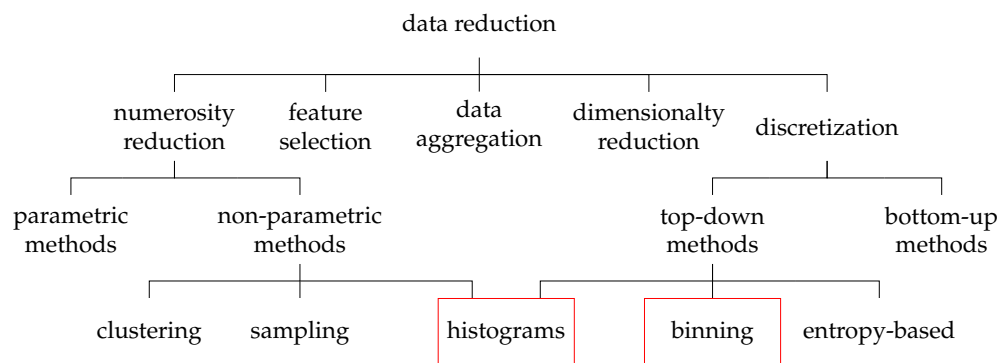 data reduction
numerosity
reduction
feature
selection
data
aggregation
dimensionalty
reduction
discretization
parametric
methods
non-parametric
methods
top-down
methods
bottom-up
methods
clustering
sampling
histograms
binning
entropy-based